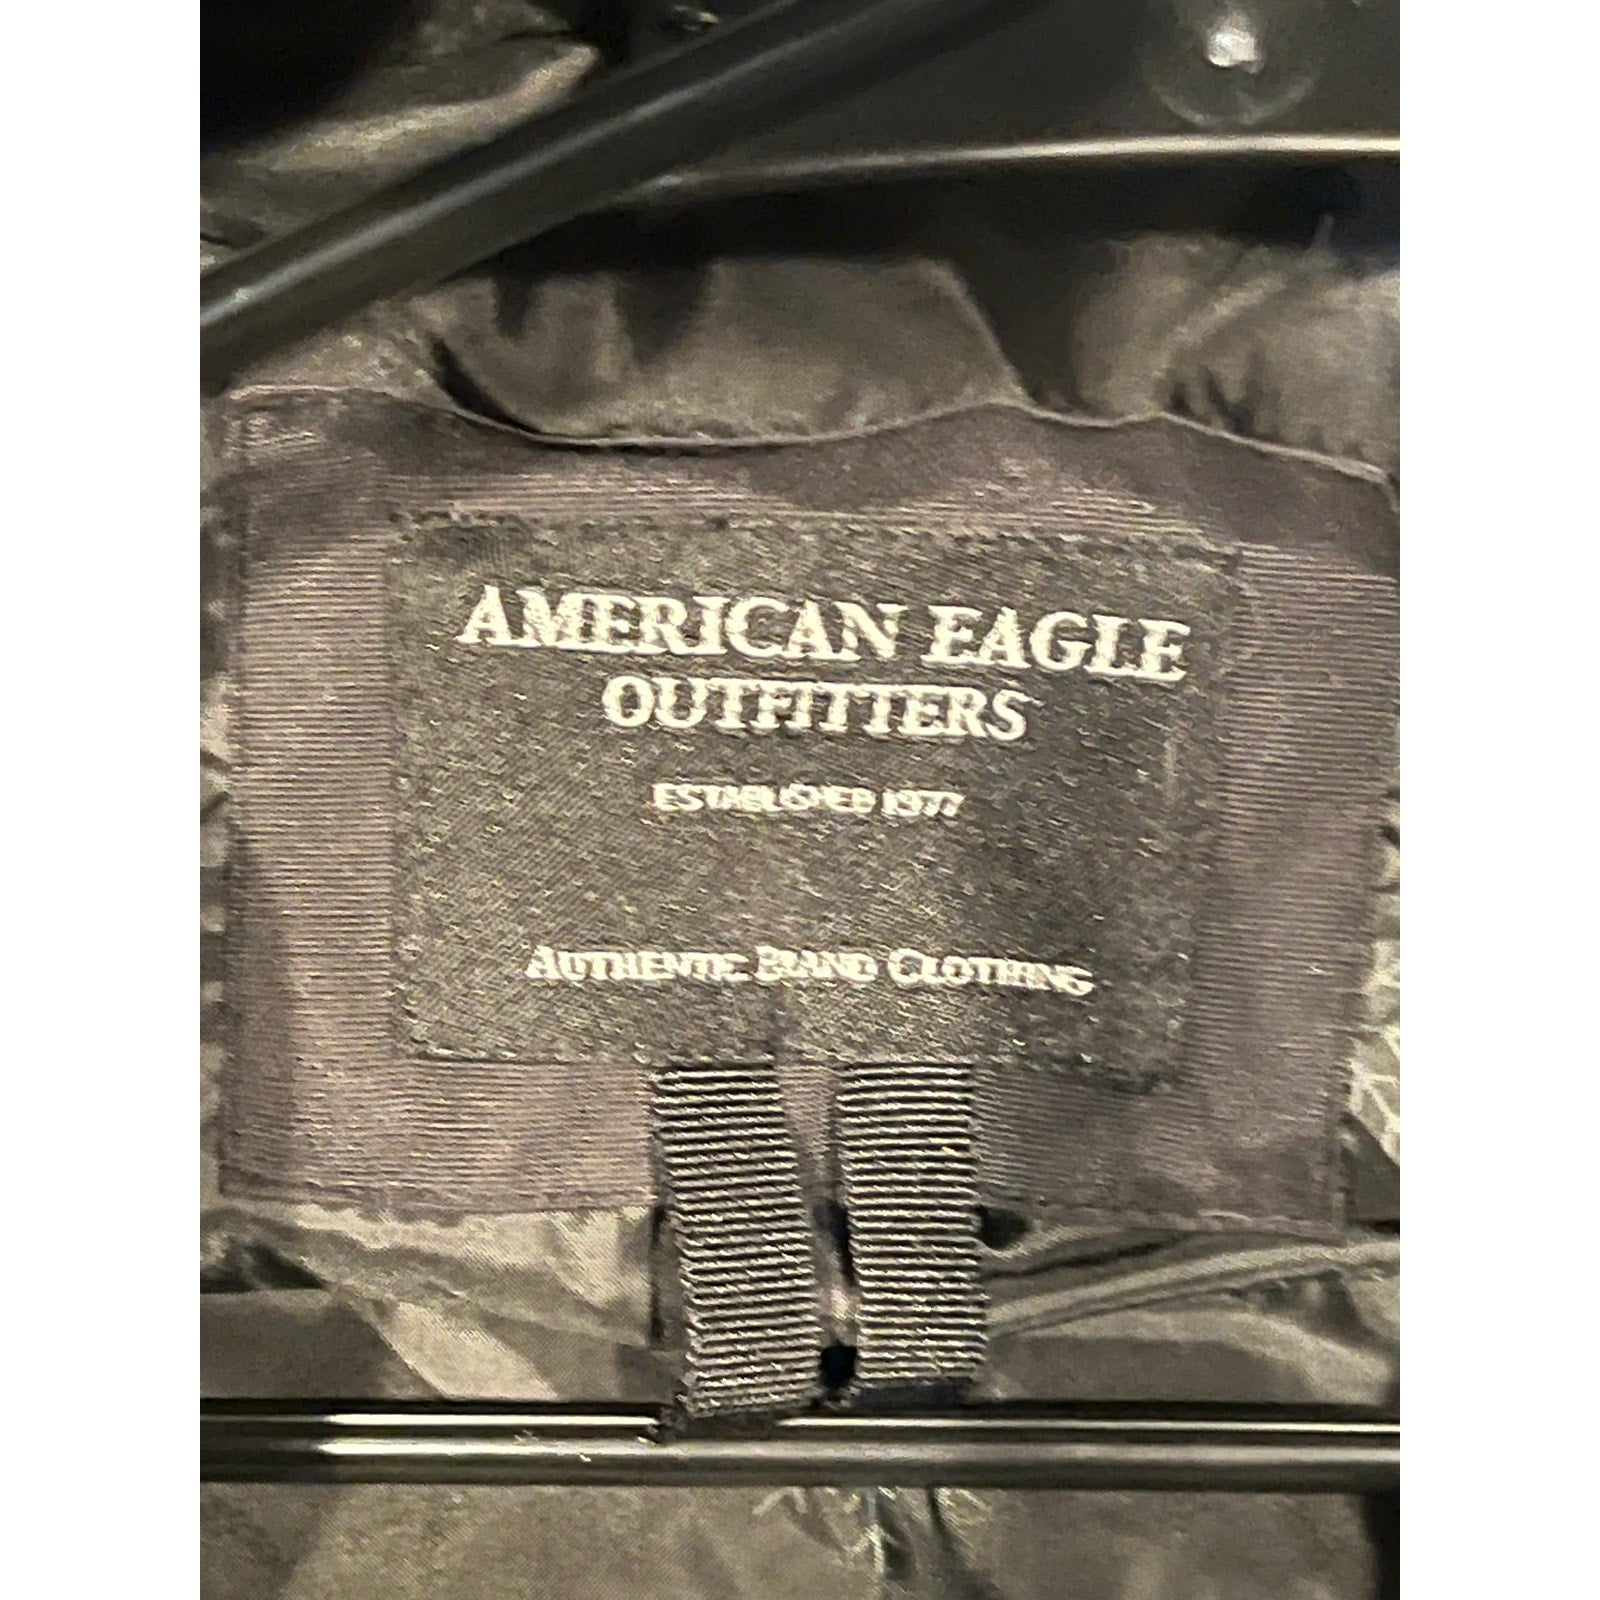 AMERICAN EAGLE
OUTFITTERS
ESTABLISHED 1977
AUTHENTIC BRAND CLOTHING